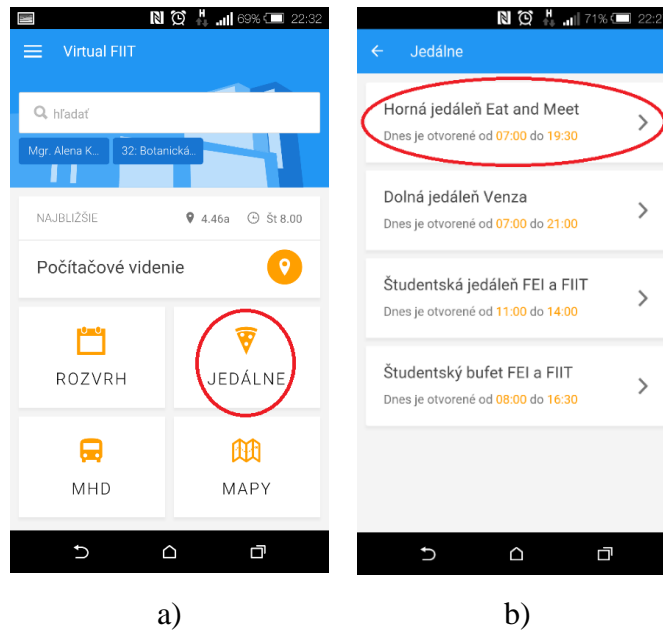 69% 22:32
Virtual FIIT
hľadať
Mgr. Alena K... 32: Botanická...
NAJBLIŽŠIE 4.46a Št 8.00
Počítačové videnie
ROZVRH JEDÁLNE
MHD MAPY
a)
71% 22:2
Jedálne
Horná jedáleň Eat and Meet
Dnes je otvorené od 07:00 do 19:30
Dolná jedáleň Venza
Dnes je otvorené od 07:00 do 21:00
Študentská jedáleň FEI a FIIT
Dnes je otvorené od 11:00 do 14:00
Študentský bufet FEI a FIIT
Dnes je otvorené od 08:00 do 16:30
b)